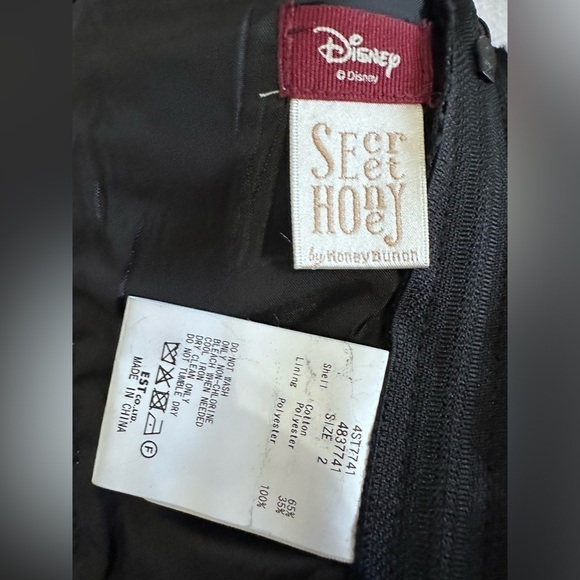 Disney
© Disney
SEcret
HOney
by Honey Bunch
4ST7741
4837741
SIZE 2
Shell Cotton 65%
Polyester 35%
Lining Polyester 100%
DO NOT WASH
ONLY NON-CHLORINE
BLEACH WHEN NEEDED
COOL IRON
DRY CLEAN ONLY
DO NOT TUMBLE DRY
F
EST Co.,LTD.
MADE IN CHINA